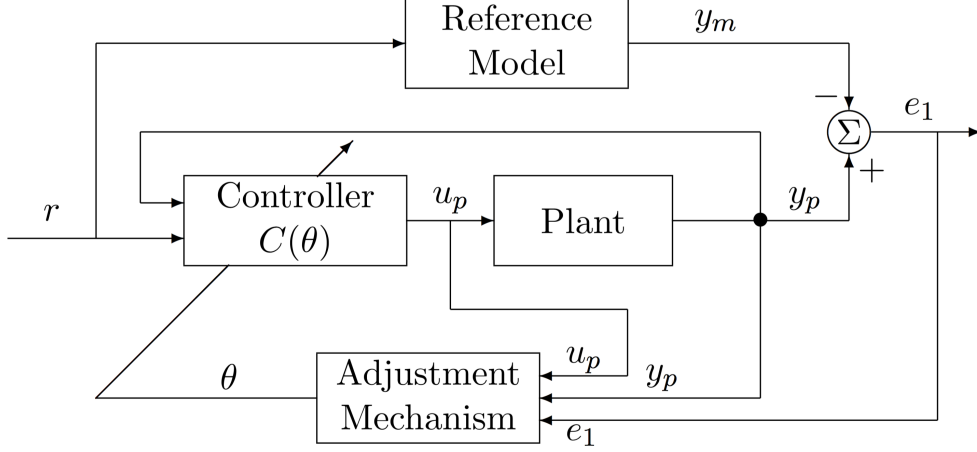 Reference
Model
y_m
−
e_1
Σ
+
Controller
C(θ)
r
u_p
Plant
y_p
θ
Adjustment
Mechanism
u_p
y_p
e_1